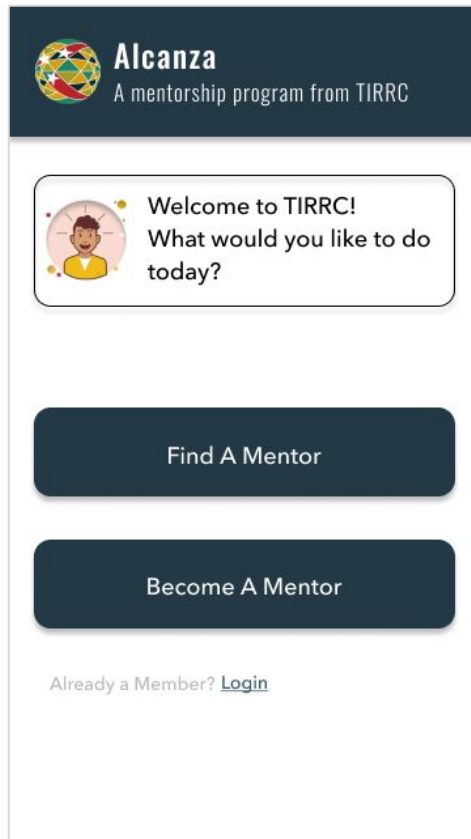 Alcanza
A mentorship program from TIRRC
Welcome to TIRRC!
What would you like to do
today?
Find A Mentor
Become A Mentor
Already a Member? Login